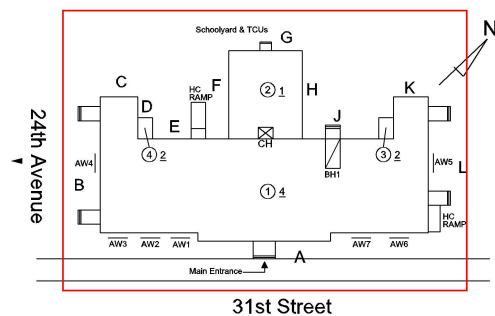 Schoolyard & TCUs
G
N
C
F
HC
RAMP
② 1
H
K
D
E
J
CH
24th Avenue
④ 2
③ 2
AW4
B
① 4
BH1
AW5
L
HC
RAMP
AW3
AW2
AW1
AW7
AW6
A
Main Entrance
31st Street